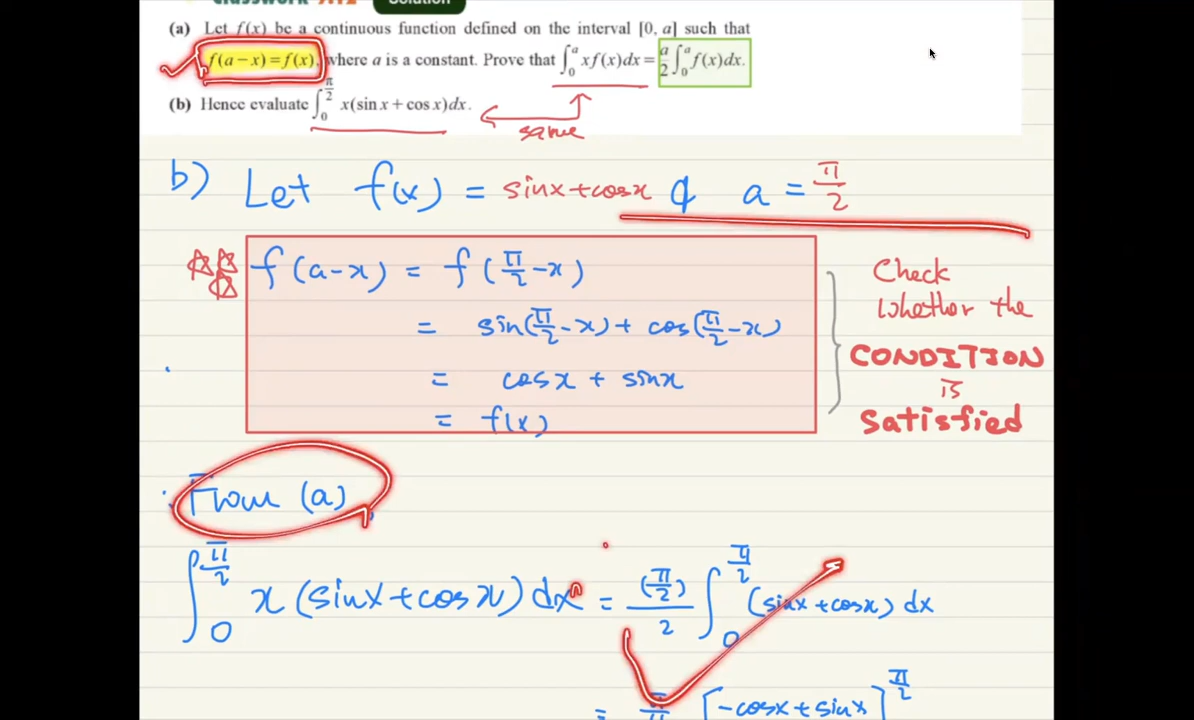 Solution
(a) Let f(x) be a continuous function defined on the interval [0, a] such that
f(a−x)=f(x), where a is a constant. Prove that ∫₀ᵃ xf(x)dx = a/2 ∫₀ᵃ f(x)dx.
(b) Hence evaluate ∫₀^(π/2) x(sin x + cos x)dx.
same
b) Let f(x) = sinx+cosx & a = π/2
f(a-x) = f(π/2-x)
= sin(π/2-x) + cos(π/2-x)
= cosx + sinx
= f(x)
Check
whether the
CONDITION
is
Satisfied
∴ From (a),
∫₀^(π/2) x(sinx+cosx)dx = (π/2)/2 ∫₀^(π/2) (sinx+cosx) dx
= [-cosx+sinx]^(π/2)